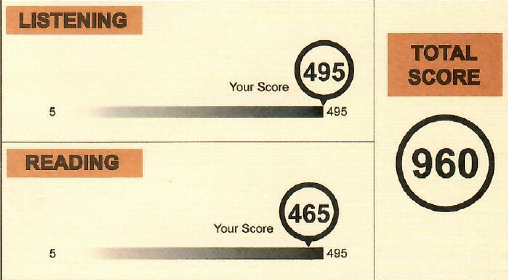 LISTENING
495
Your Score
5
495
READING
465
Your Score
5
495
TOTAL
SCORE
960